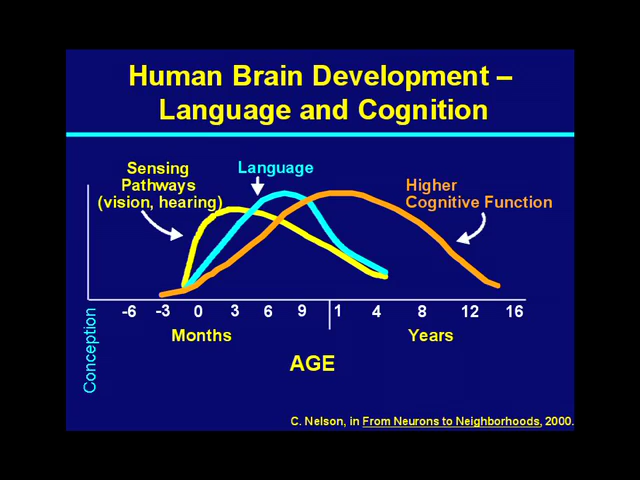 Human Brain Development –
Language and Cognition
Sensing
Pathways
(vision, hearing)
Language
Higher
Cognitive Function
-6 -3 0 3 6 9 1 4 8 12 16
Months Years
Conception
AGE
C. Nelson, in From Neurons to Neighborhoods, 2000.